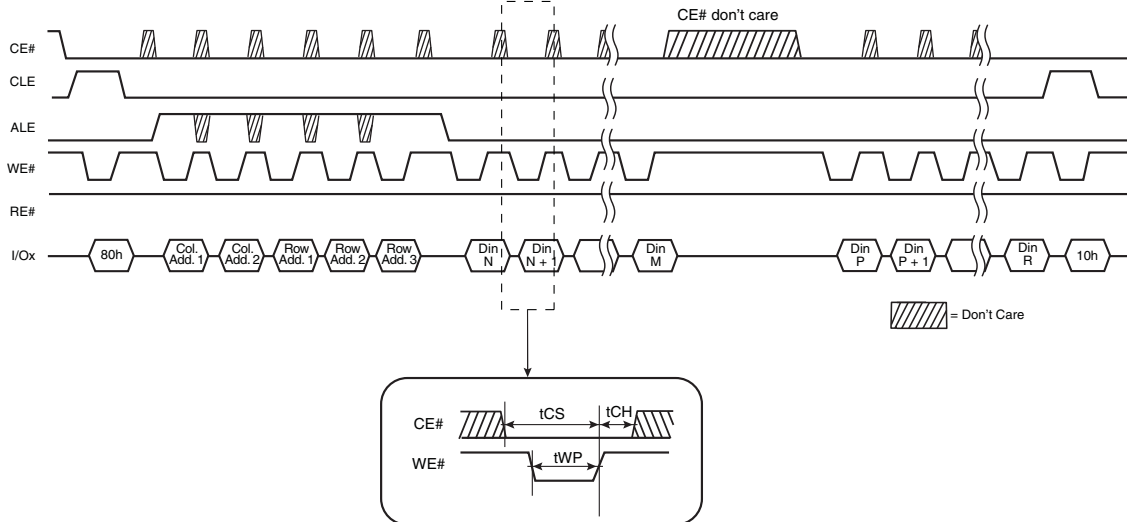 CE# don't care
CE#
CLE
ALE
WE#
RE#
I/Ox
80h
Col.
Add. 1
Col.
Add. 2
Row
Add. 1
Row
Add. 2
Row
Add. 3
Din
N
Din
N + 1
Din
M
Din
P
Din
P + 1
Din
R
10h
= Don't Care
CE#
tCS
tCH
WE#
tWP